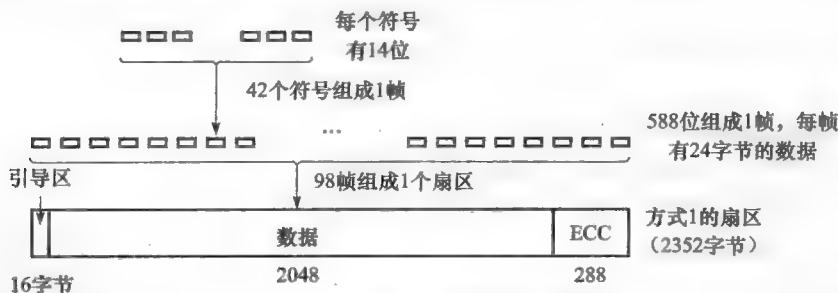 每个符号
有14位
42个符号组成1帧
...
588位组成1帧，每帧
有24字节的数据
引导区
98帧组成1个扇区
数据
ECC
方式1的扇区
（2352字节）
16字节
2048
288